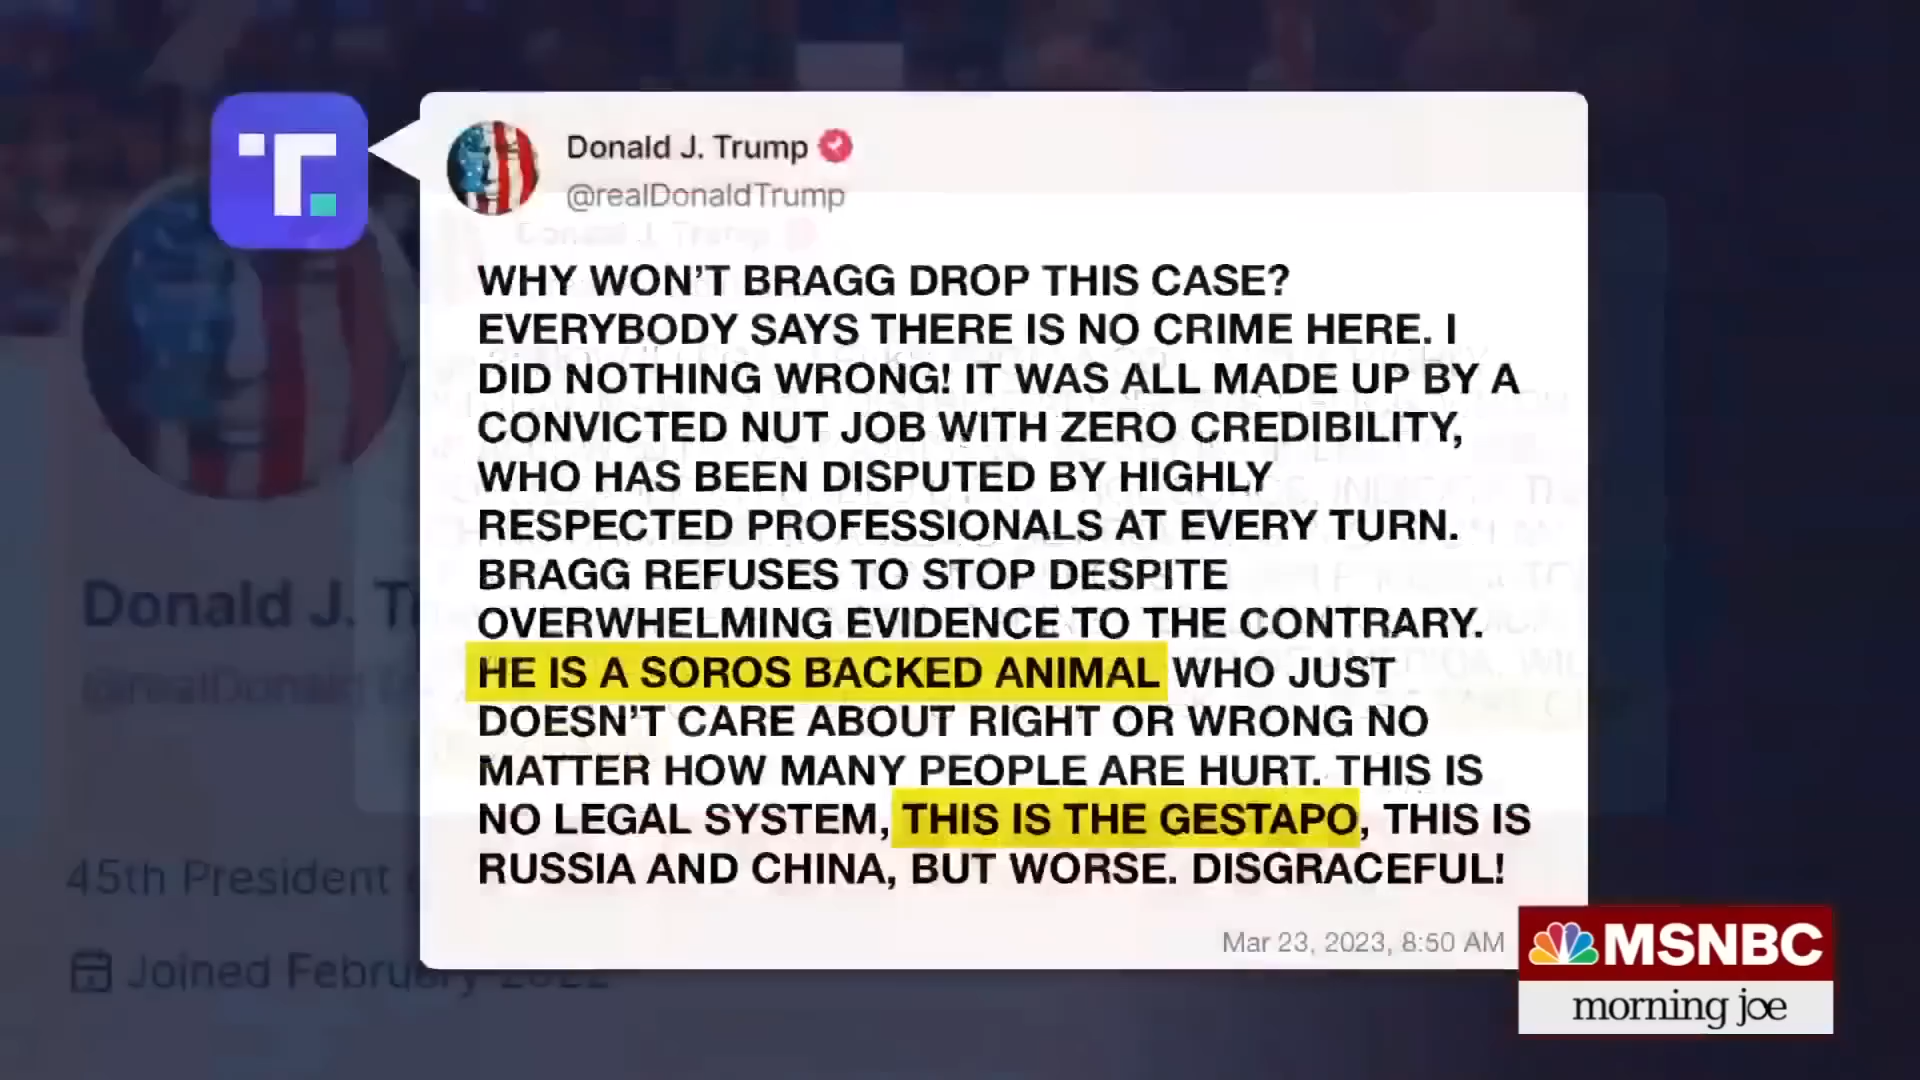 Donald J. Trump
@realDonaldTrump
WHY WON'T BRAGG DROP THIS CASE?
EVERYBODY SAYS THERE IS NO CRIME HERE. I
DID NOTHING WRONG! IT WAS ALL MADE UP BY A
CONVICTED NUT JOB WITH ZERO CREDIBILITY,
WHO HAS BEEN DISPUTED BY HIGHLY
RESPECTED PROFESSIONALS AT EVERY TURN.
BRAGG REFUSES TO STOP DESPITE
OVERWHELMING EVIDENCE TO THE CONTRARY.
HE IS A SOROS BACKED ANIMAL WHO JUST
DOESN'T CARE ABOUT RIGHT OR WRONG NO
MATTER HOW MANY PEOPLE ARE HURT. THIS IS
NO LEGAL SYSTEM, THIS IS THE GESTAPO, THIS IS
RUSSIA AND CHINA, BUT WORSE. DISGRACEFUL!
Mar 23, 2023, 8:50 AM
Donald J.
45th President
Joined February 2022
MSNBC
morning joe